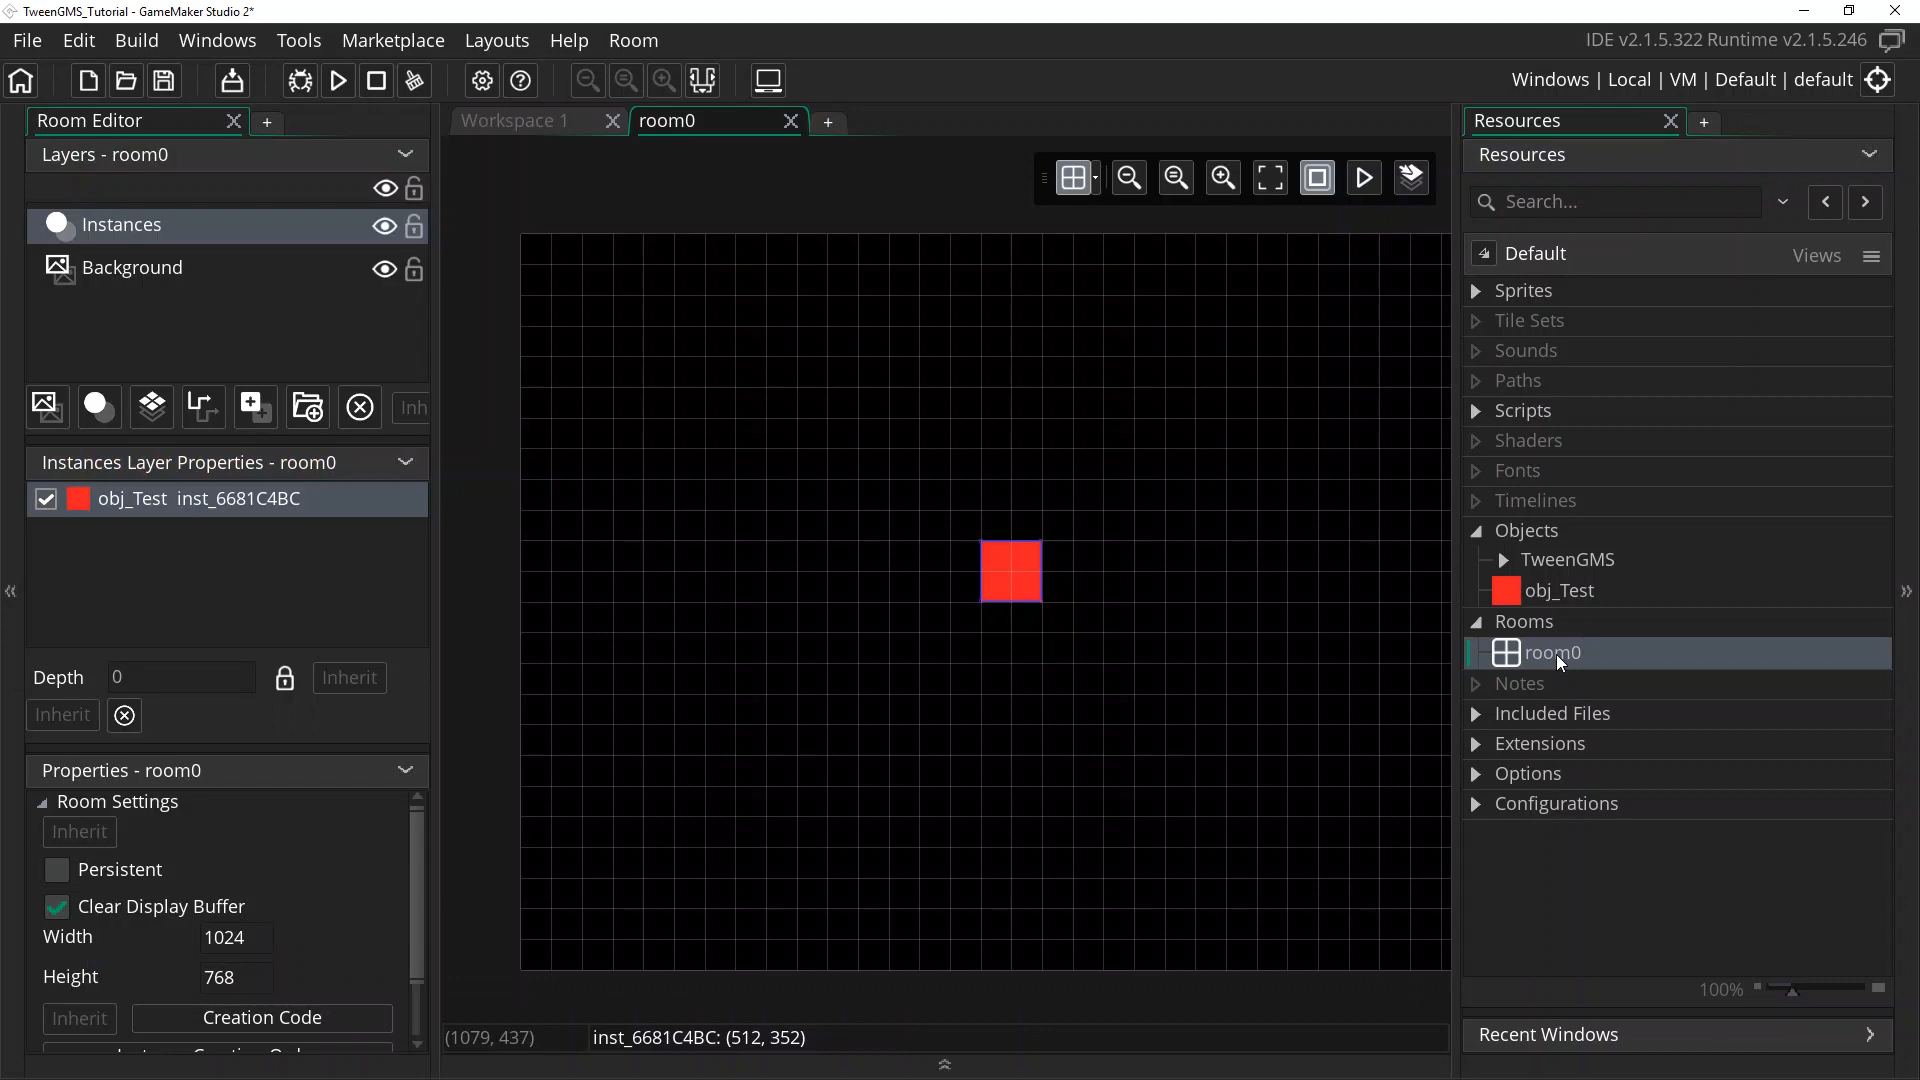 TweenGMS_Tutorial - GameMaker Studio 2*
File Edit Build Windows Tools Marketplace Layouts Help Room
IDE v2.1.5.322 Runtime v2.1.5.246
Windows | Local | VM | Default | default
Room Editor
Layers - room0
Instances
Background
Inh
Instances Layer Properties - room0
obj_Test inst_6681C4BC
Depth 0 Inherit
Inherit
Properties - room0
Room Settings
Inherit
Persistent
Clear Display Buffer
Width 1024
Height 768
Inherit Creation Code
Workspace 1
room0
(1079, 437) inst_6681C4BC: (512, 352)
Resources
Resources
Search...
Default Views
Sprites
Tile Sets
Sounds
Paths
Scripts
Shaders
Fonts
Timelines
Objects
TweenGMS
obj_Test
Rooms
room0
Notes
Included Files
Extensions
Options
Configurations
100%
Recent Windows